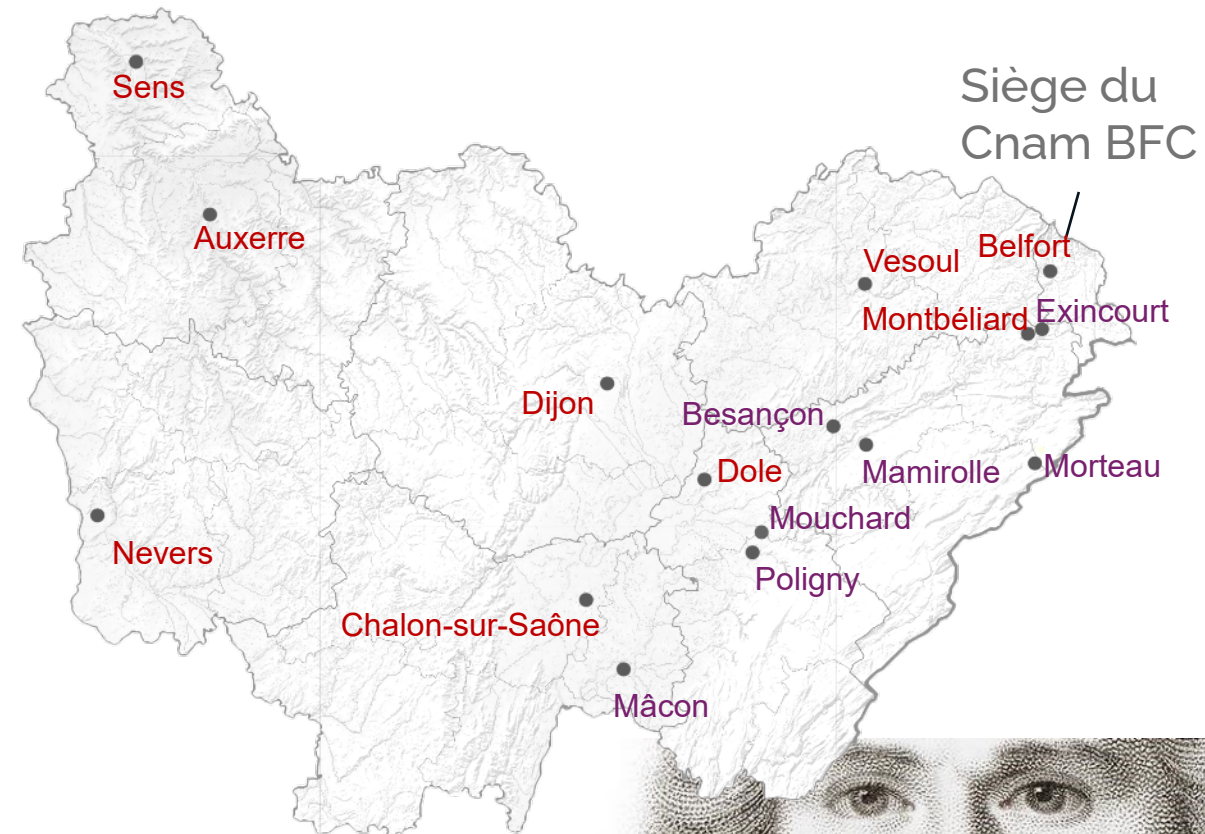 Sens
Siège du
Cnam BFC
Auxerre
Belfort
Vesoul
Exincourt
Montbéliard
Dijon
Besançon
Dole
Mamirolle
Morteau
Mouchard
Nevers
Poligny
Chalon-sur-Saône
Mâcon